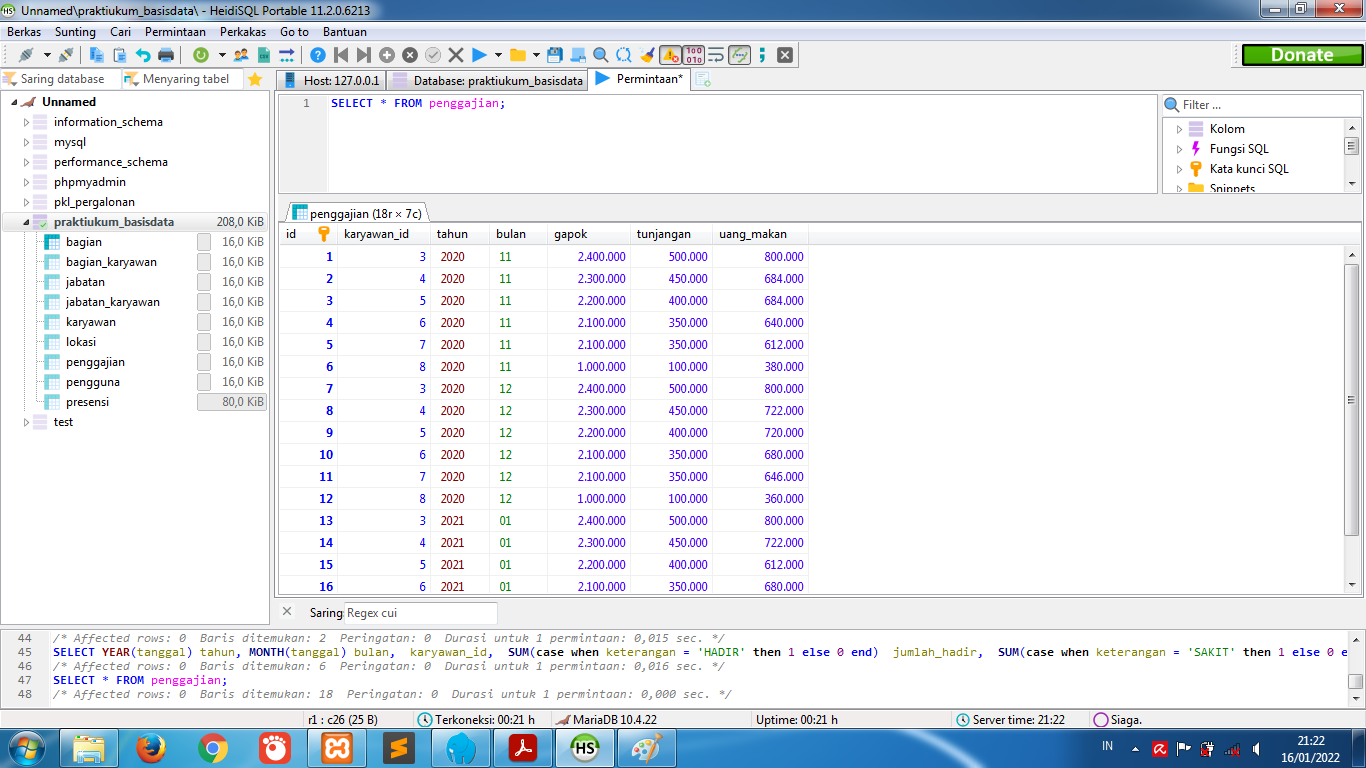 Unnamed\praktiukum_basisdata\ - HeidiSQL Portable 11.2.0.6213
Berkas Sunting Cari Permintaan Perkakas Go to Bantuan
Donate
Saring database Menyaring tabel
Host: 127.0.0.1 Database: praktiukum_basisdata Permintaan*
Unnamed
information_schema
mysql
performance_schema
phpmyadmin
pkl_pergalonan
praktiukum_basisdata 208,0 KiB
bagian 16,0 KiB
bagian_karyawan 16,0 KiB
jabatan 16,0 KiB
jabatan_karyawan 16,0 KiB
karyawan 16,0 KiB
lokasi 16,0 KiB
penggajian 16,0 KiB
pengguna 16,0 KiB
presensi 80,0 KiB
test
1 SELECT * FROM penggajian;
Filter ...
Kolom
Fungsi SQL
Kata kunci SQL
Snippets
penggajian (18r × 7c)
id karyawan_id tahun bulan gapok tunjangan uang_makan
1 3 2020 11 2.400.000 500.000 800.000
2 4 2020 11 2.300.000 450.000 684.000
3 5 2020 11 2.200.000 400.000 684.000
4 6 2020 11 2.100.000 350.000 640.000
5 7 2020 11 2.100.000 350.000 612.000
6 8 2020 11 1.000.000 100.000 380.000
7 3 2020 12 2.400.000 500.000 800.000
8 4 2020 12 2.300.000 450.000 722.000
9 5 2020 12 2.200.000 400.000 720.000
10 6 2020 12 2.100.000 350.000 680.000
11 7 2020 12 2.100.000 350.000 646.000
12 8 2020 12 1.000.000 100.000 360.000
13 3 2021 01 2.400.000 500.000 800.000
14 4 2021 01 2.300.000 450.000 722.000
15 5 2021 01 2.200.000 400.000 612.000
16 6 2021 01 2.100.000 350.000 680.000
Saring: Regex cui
44 /* Affected rows: 0 Baris ditemukan: 2 Peringatan: 0 Durasi untuk 1 permintaan: 0,015 sec. */
45 SELECT YEAR(tanggal) tahun, MONTH(tanggal) bulan, karyawan_id, SUM(case when keterangan = 'HADIR' then 1 else 0 end) jumlah_hadir, SUM(case when keterangan = 'SAKIT' then 1 else 0 e
46 /* Affected rows: 0 Baris ditemukan: 6 Peringatan: 0 Durasi untuk 1 permintaan: 0,016 sec. */
47 SELECT * FROM penggajian;
48 /* Affected rows: 0 Baris ditemukan: 18 Peringatan: 0 Durasi untuk 1 permintaan: 0,000 sec. */
r1 : c26 (25 B) Terkoneksi: 00:21 h MariaDB 10.4.22 Uptime: 00:21 h Server time: 21:22 Siaga.
HS
IN
21:22
16/01/2022